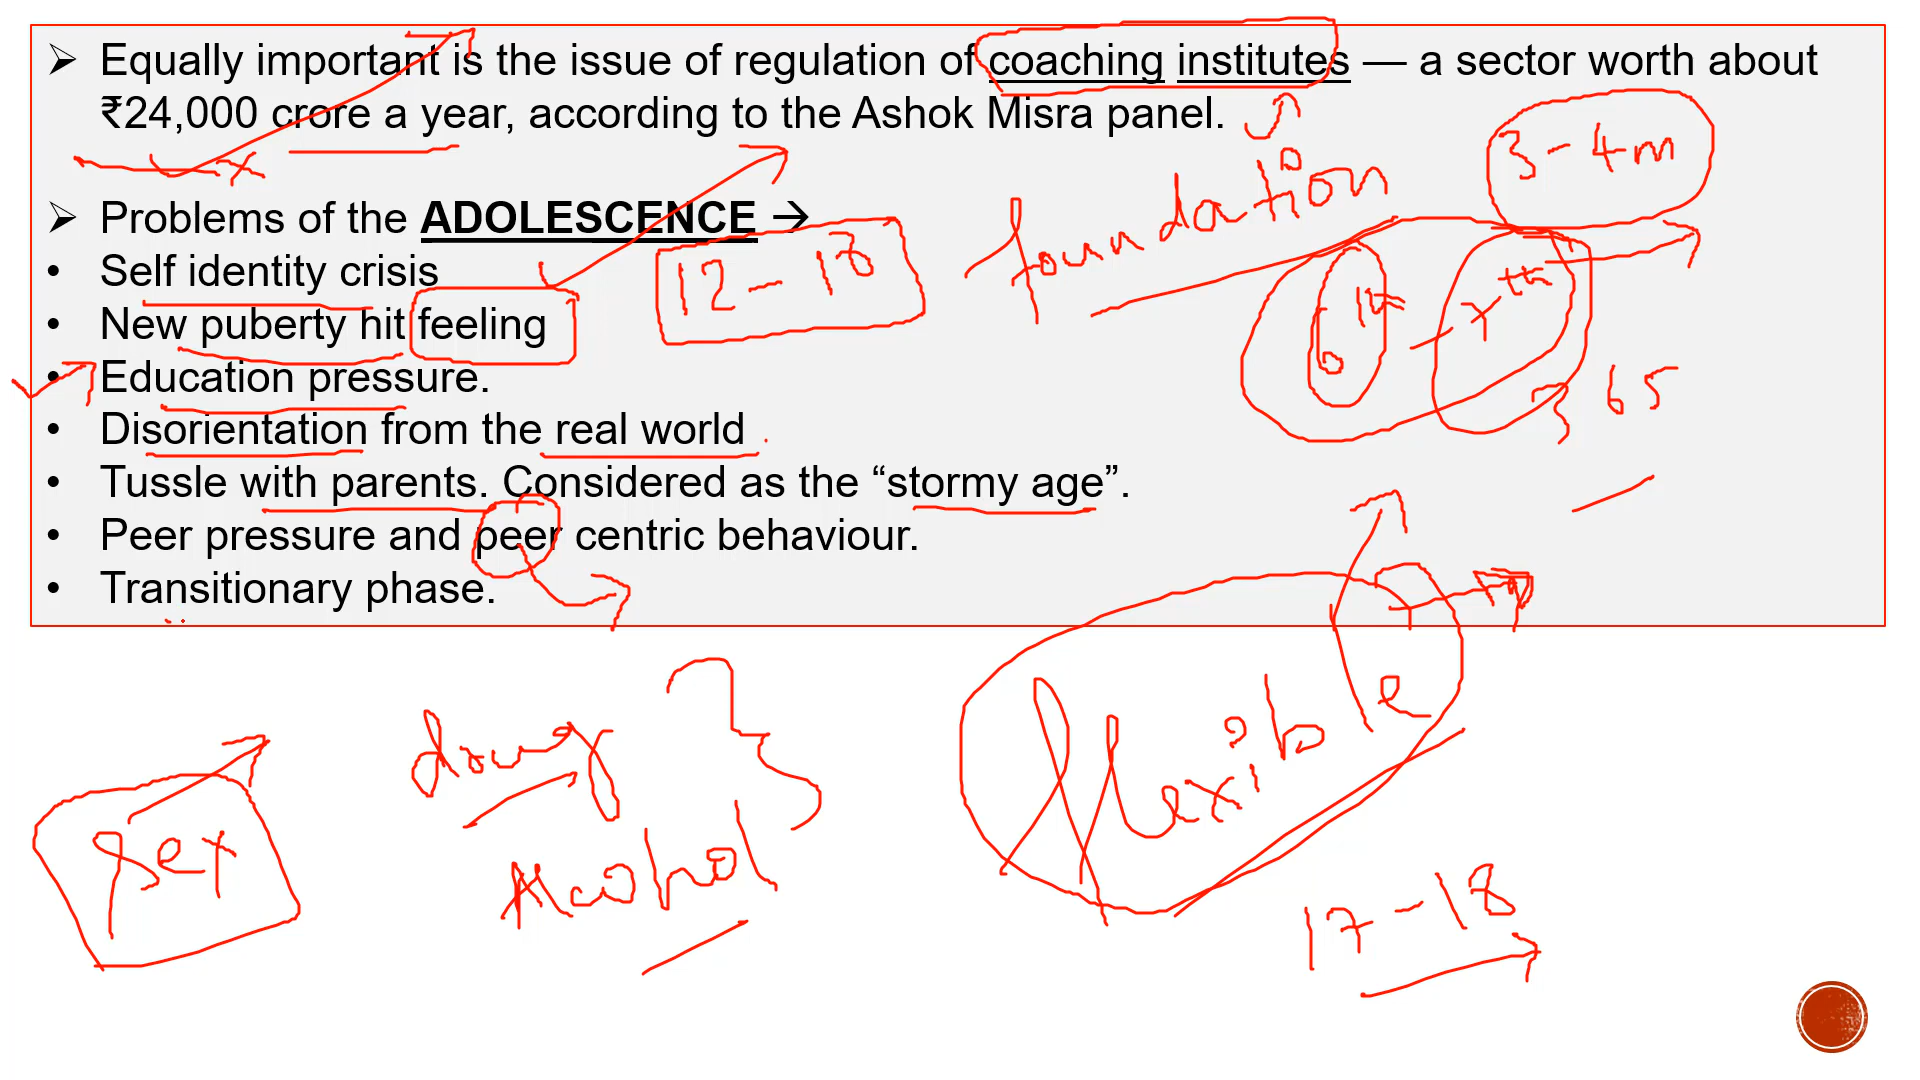 ➢ Equally important is the issue of regulation of coaching institutes — a sector worth about
₹24,000 crore a year, according to the Ashok Misra panel.
3-4m
foundation
➢ Problems of the ADOLESCENCE →
12-18
• Self identity crisis
• New puberty hit feeling
• Education pressure.
365
• Disorientation from the real world
• Tussle with parents. Considered as the “stormy age”.
• Peer pressure and peer centric behaviour.
• Transitionary phase.
flexible
drug
sex
Alcohol
17-18